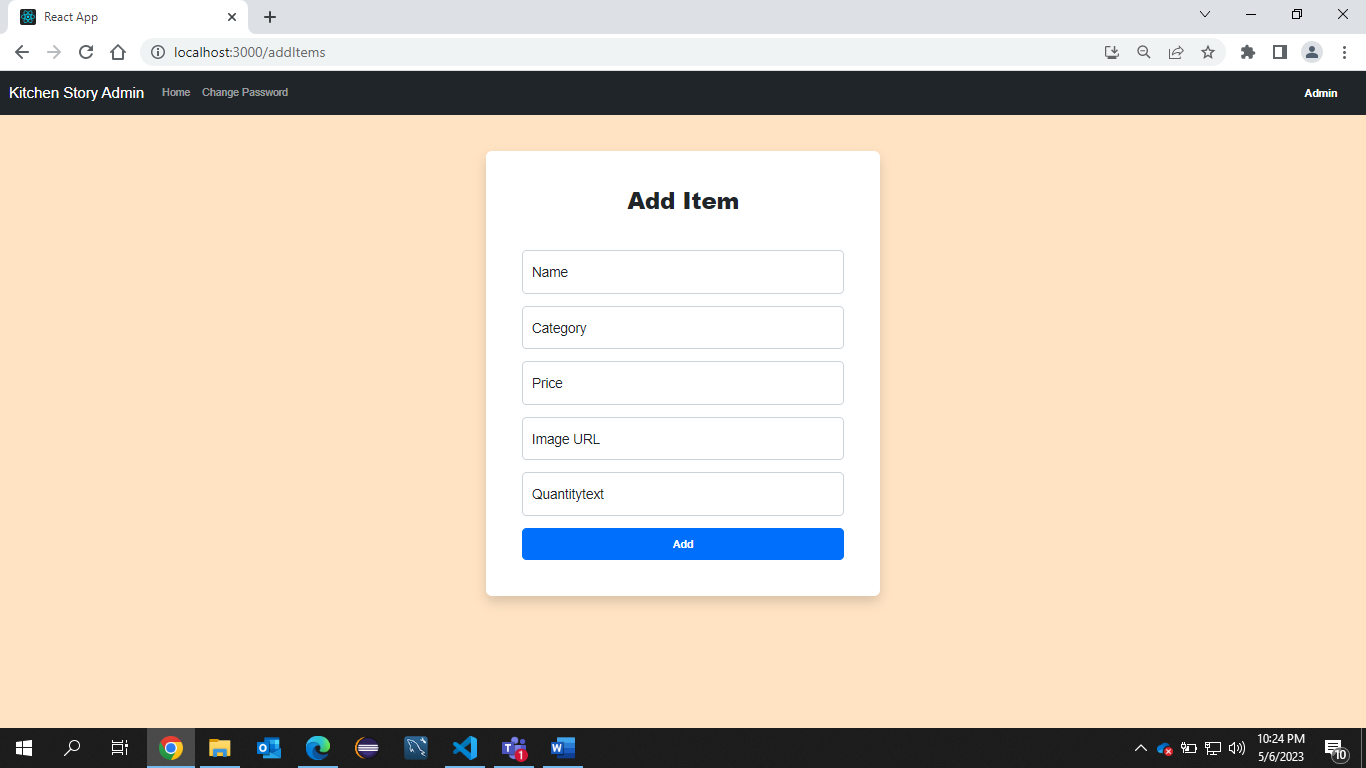 React App
localhost:3000/addItems
Kitchen Story Admin Home Change Password Admin
Add Item
Name
Category
Price
Image URL
Quantitytext
Add
1
10:24 PM
5/6/2023
10